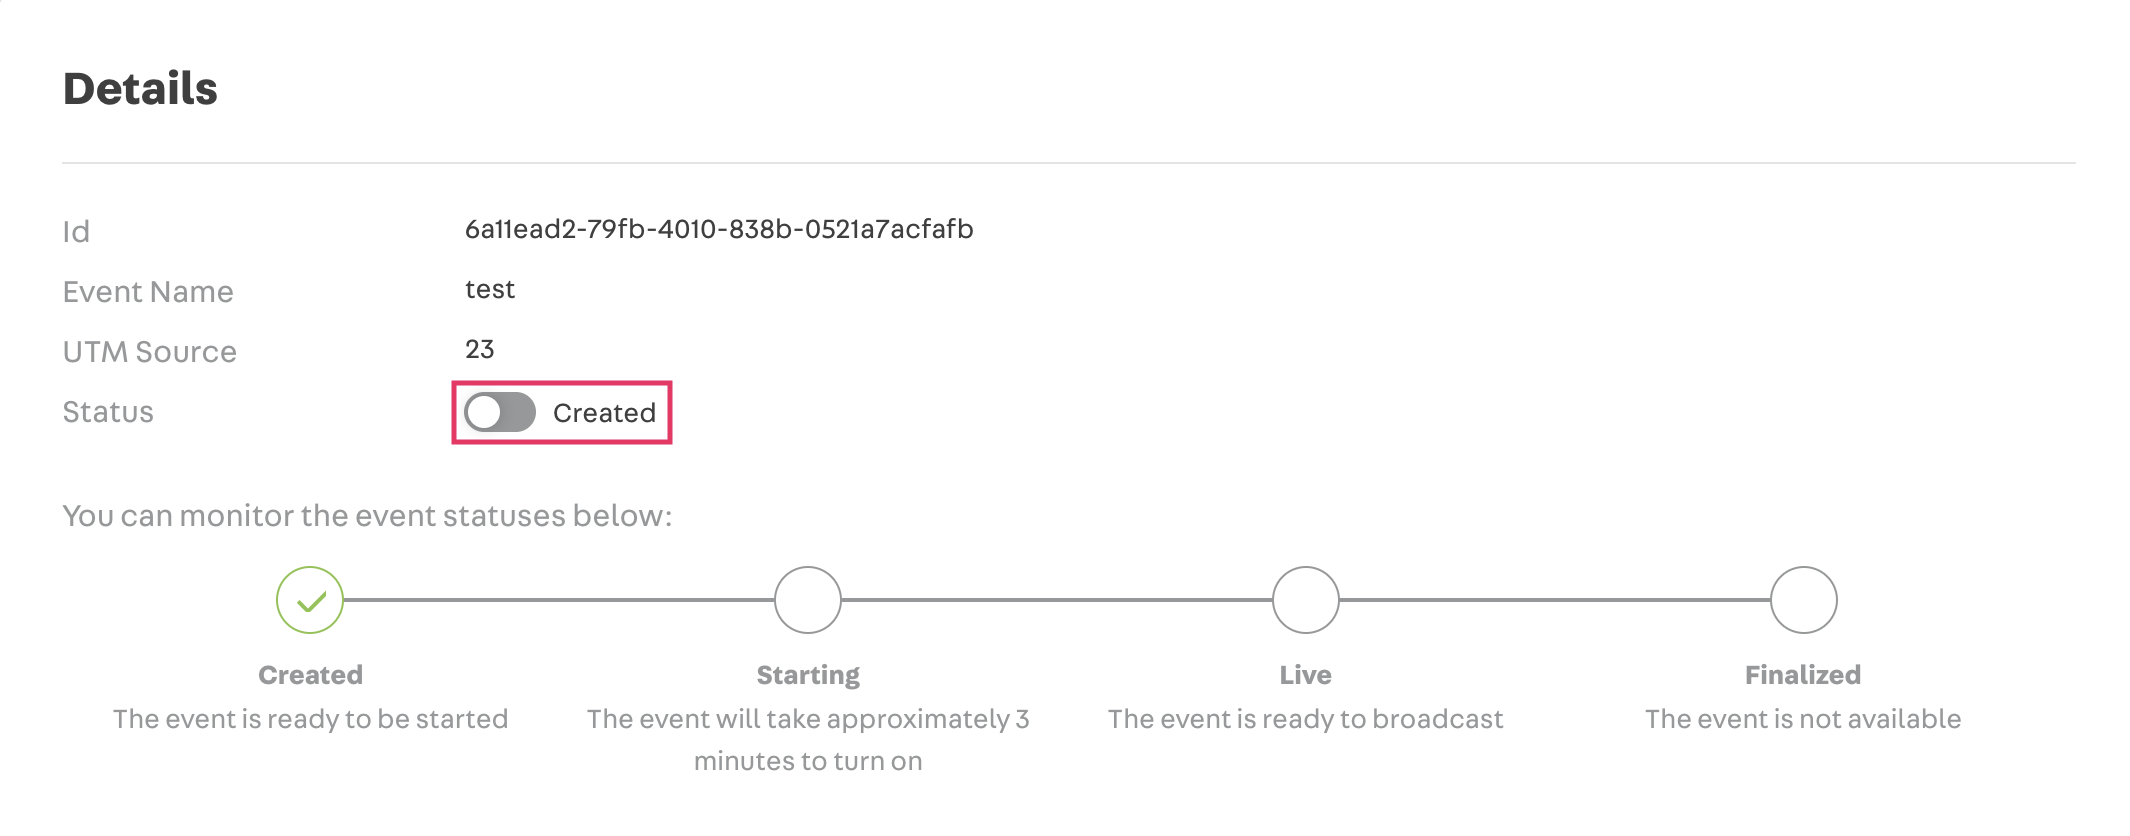 Details
Id
6a11ead2-79fb-4010-838b-0521a7acfafb
Event Name
test
UTM Source
23
Status
Created
You can monitor the event statuses below:
Created
The event is ready to be started
Starting
The event will take approximately 3
minutes to turn on
Live
The event is ready to broadcast
Finalized
The event is not available